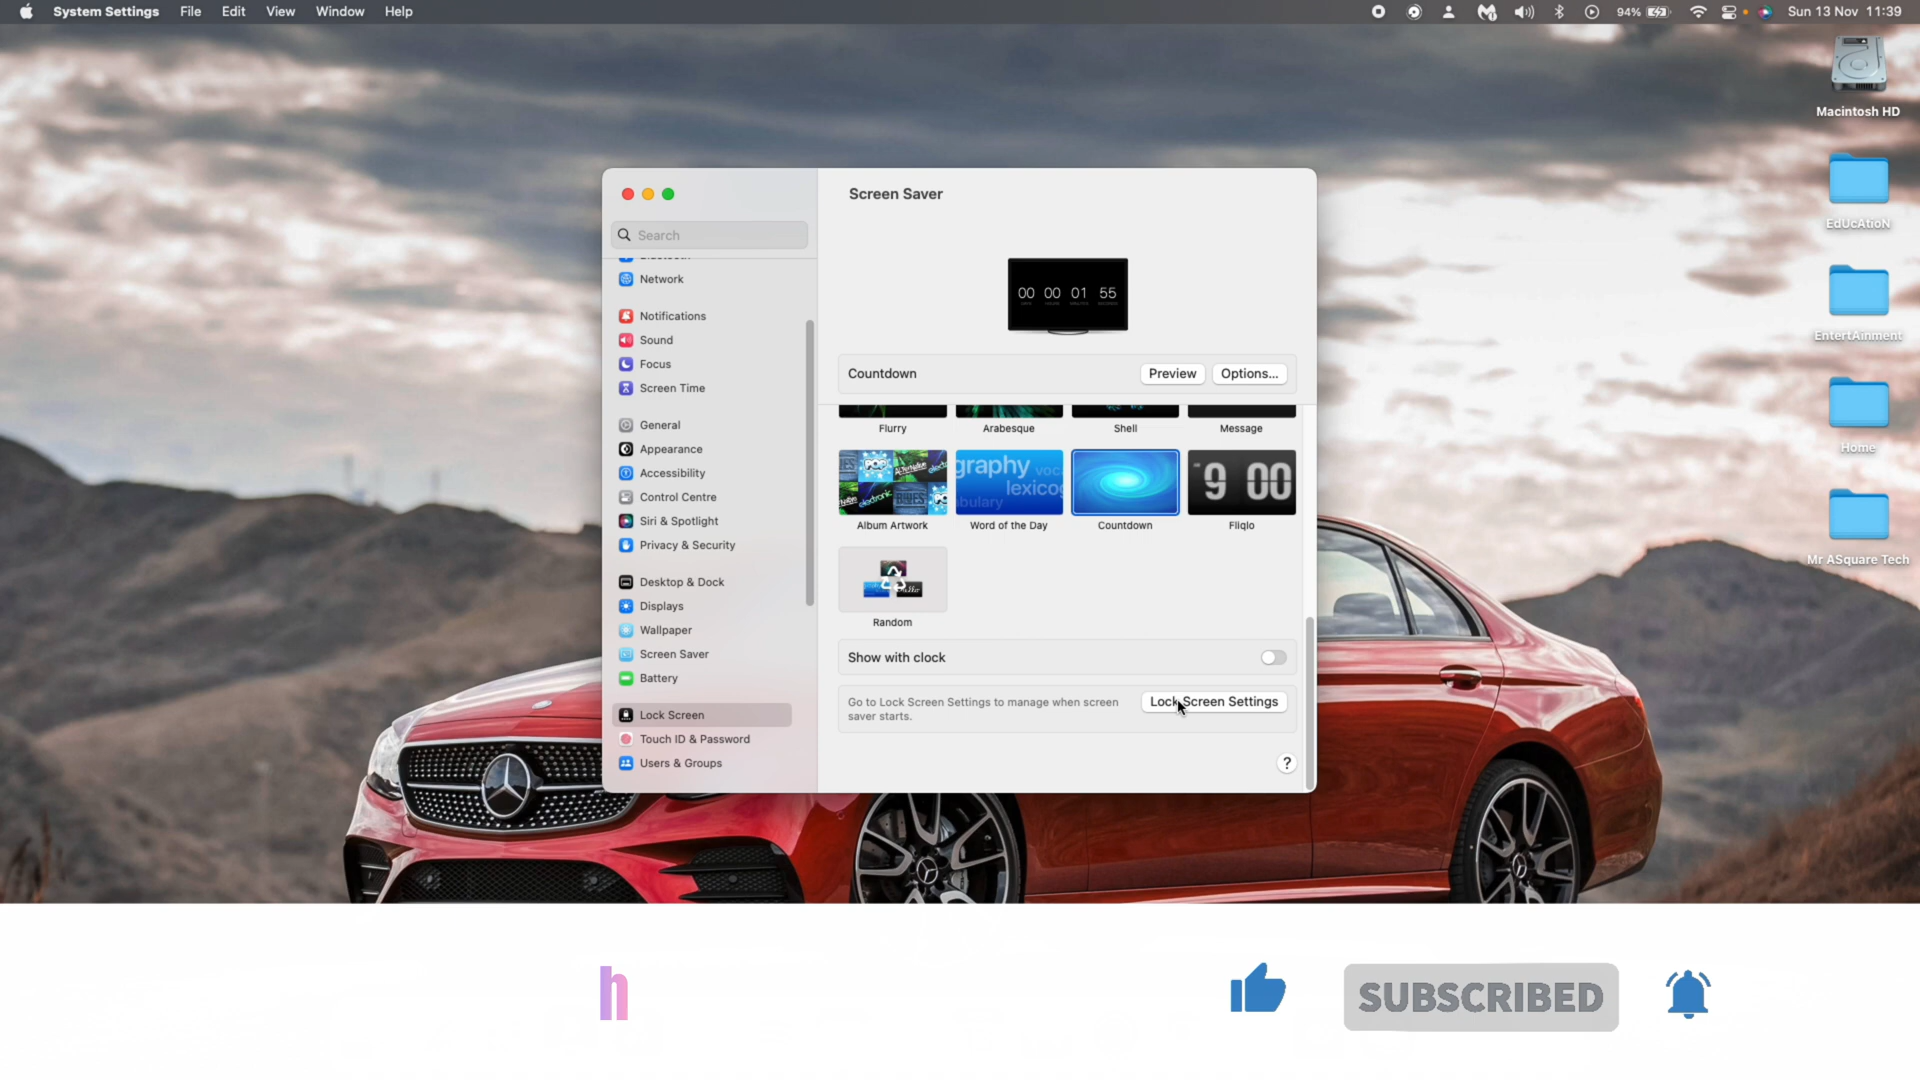 System Settings File Edit View Window Help
94% Sun 13 Nov 11:39
Macintosh HD
EdUcAtioN
EntertAinment
Home
Mr ASquare Tech
Search
Network
Notifications
Sound
Focus
Screen Time
General
Appearance
Accessibility
Control Centre
Siri & Spotlight
Privacy & Security
Desktop & Dock
Displays
Wallpaper
Screen Saver
Battery
Lock Screen
Touch ID & Password
Users & Groups
Screen Saver
00 00 01 55
Countdown Preview Options...
Flurry Arabesque Shell Message
POP
graphy
lexico
9 00
Album Artwork Word of the Day Countdown Fliqlo
Random
Show with clock
Go to Lock Screen Settings to manage when screen
saver starts.
Lock Screen Settings
?
h
SUBSCRIBED